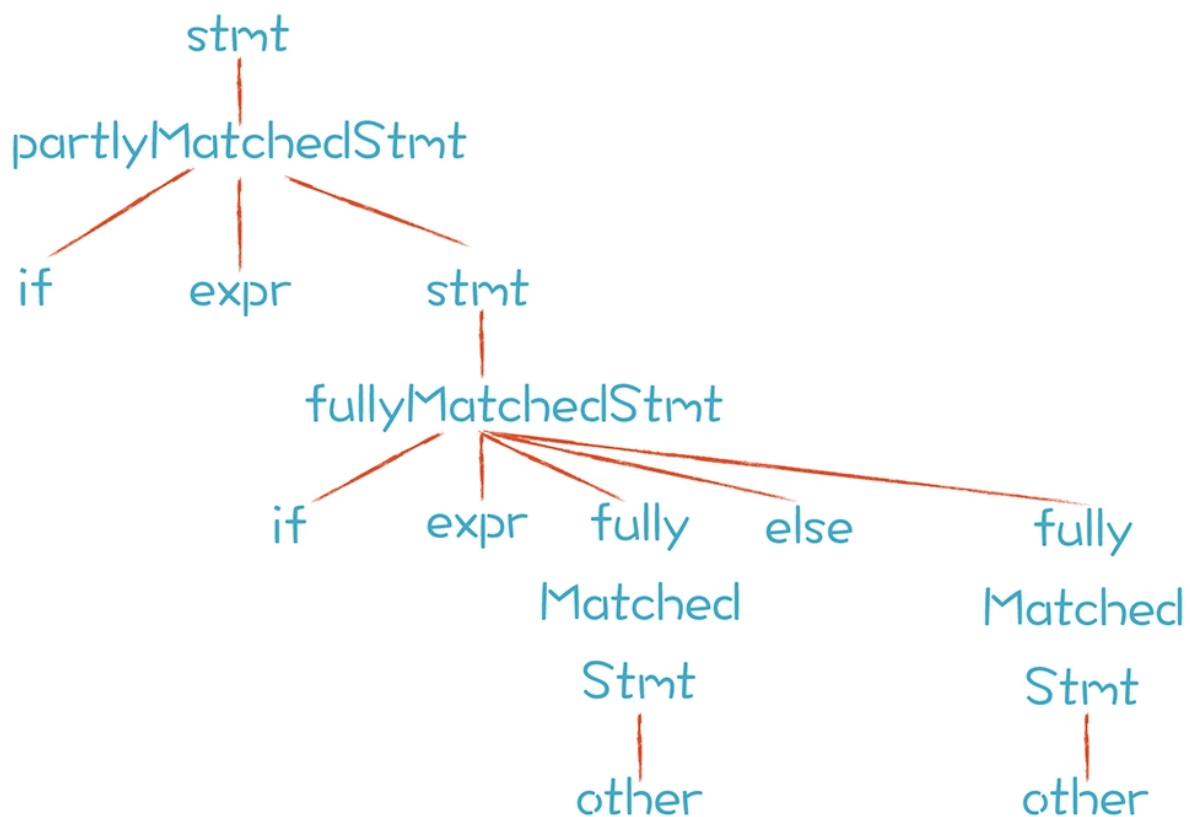 stmt
partlyMatchedStmt
if expr stmt
fullyMatchedStmt
if expr fully else fully
Matched Matched
Stmt Stmt
other other